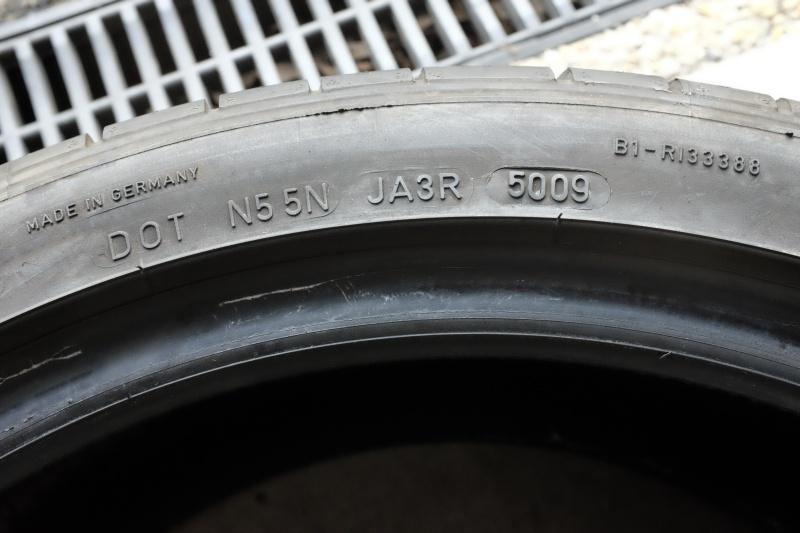 MADE IN GERMANY
DOT N55N JA3R 5009
B1-R133388